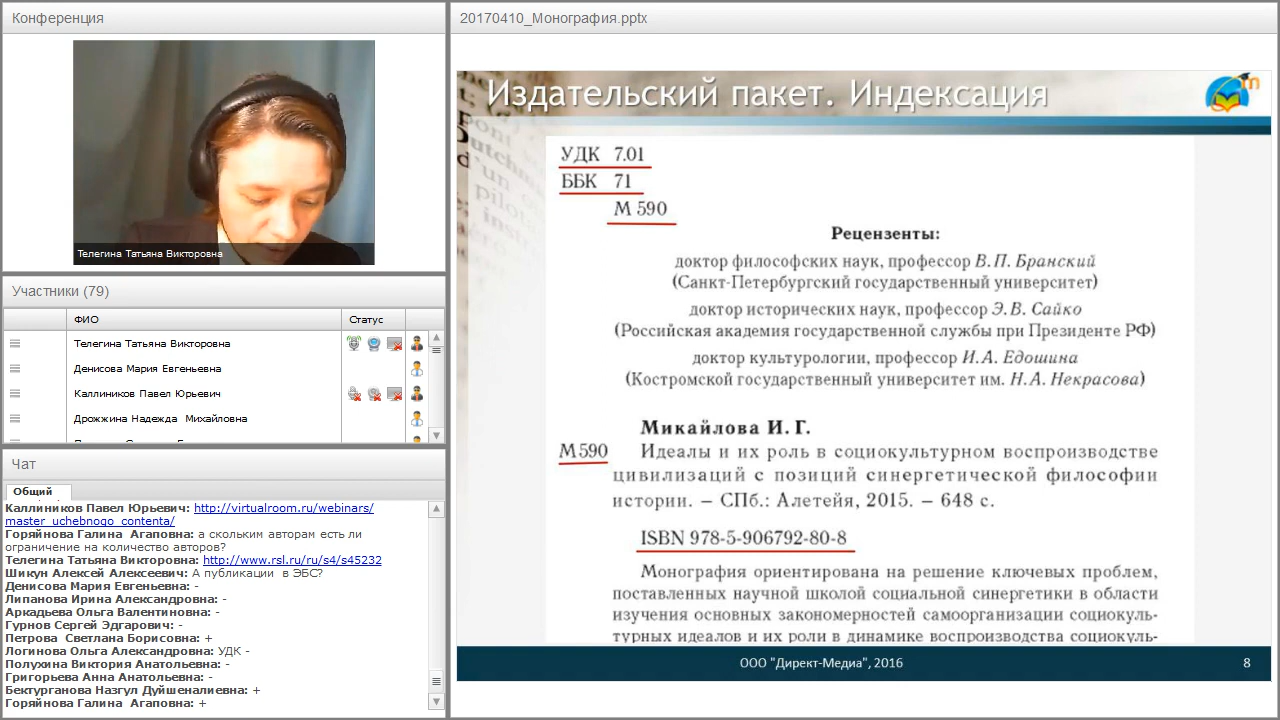 Конференция
Телегина Татьяна Викторовна
Участники (79)
ФИО
Статус
Телегина Татьяна Викторовна
Денисова Мария Евгеньевна
Каллиников Павел Юрьевич
Дрожжина Надежда Михайловна
Чат
Общий
Каллиников Павел Юрьевич: http://virtualroom.ru/webinars/
master_uchebnogo_contenta/
Горяйнова Галина Агаповна: а скольким авторам есть ли
ограничение на количество авторов?
Телегина Татьяна Викторовна: http://www.rsl.ru/ru/s4/s45232
Шикун Алексей Алексеевич: А публикации в ЭБС?
Денисова Мария Евгеньевна: -
Липанова Ирина Александровна: -
Аркадьева Ольга Валентиновна: -
Гурнов Сергей Эдгарович: -
Петрова Светлана Борисовна: +
Логинова Ольга Александровна: УДК -
Полухина Виктория Анатольевна: -
Григорьева Анна Анатольевна: -
Бектурганова Назгул Дуйшеналиевна: +
Горяйнова Галина Агаповна: +
20170410_Монография.pptx
Издательский пакет. Индексация
УДК 7.01
ББК 71
М 590
Рецензенты:
доктор философских наук, профессор В. П. Бранский
(Санкт-Петербургский государственный университет)
доктор исторических наук, профессор Э. В. Сайко
(Российская академия государственной службы при Президенте РФ)
доктор культурологии, профессор И. А. Едошина
(Костромской государственный университет им. Н. А. Некрасова)
Микайлова И. Г.
М 590 Идеалы и их роль в социокультурном воспроизводстве
цивилизаций с позиций синергетической философии
истории. – СПб.: Алетейя, 2015. – 648 с.
ISBN 978-5-906792-80-8
Монография ориентирована на решение ключевых проблем,
поставленных научной школой социальной синергетики в области
изучения основных закономерностей самоорганизации социокуль-
турных идеалов и их роли в динамике воспроизводства социокуль-
ООО "Директ-Медиа", 2016
8